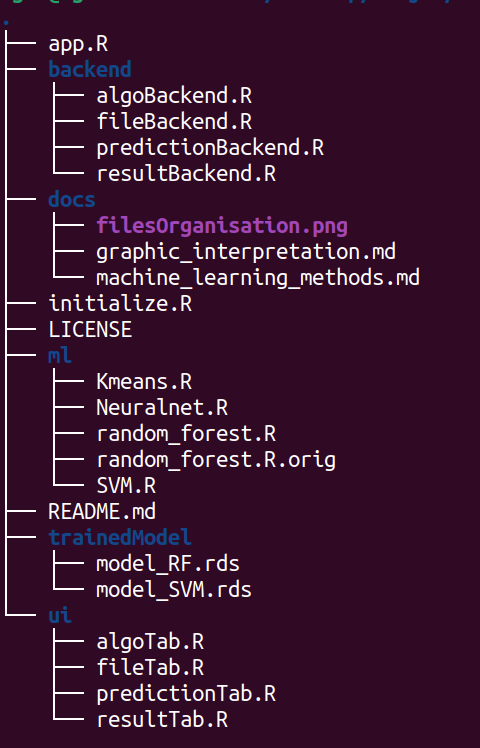 .
app.R
backend
algoBackend.R
fileBackend.R
predictionBackend.R
resultBackend.R
docs
filesOrganisation.png
graphic_interpretation.md
machine_learning_methods.md
initialize.R
LICENSE
ml
Kmeans.R
Neuralnet.R
random_forest.R
random_forest.R.orig
SVM.R
README.md
trainedModel
model_RF.rds
model_SVM.rds
ui
algoTab.R
fileTab.R
predictionTab.R
resultTab.R